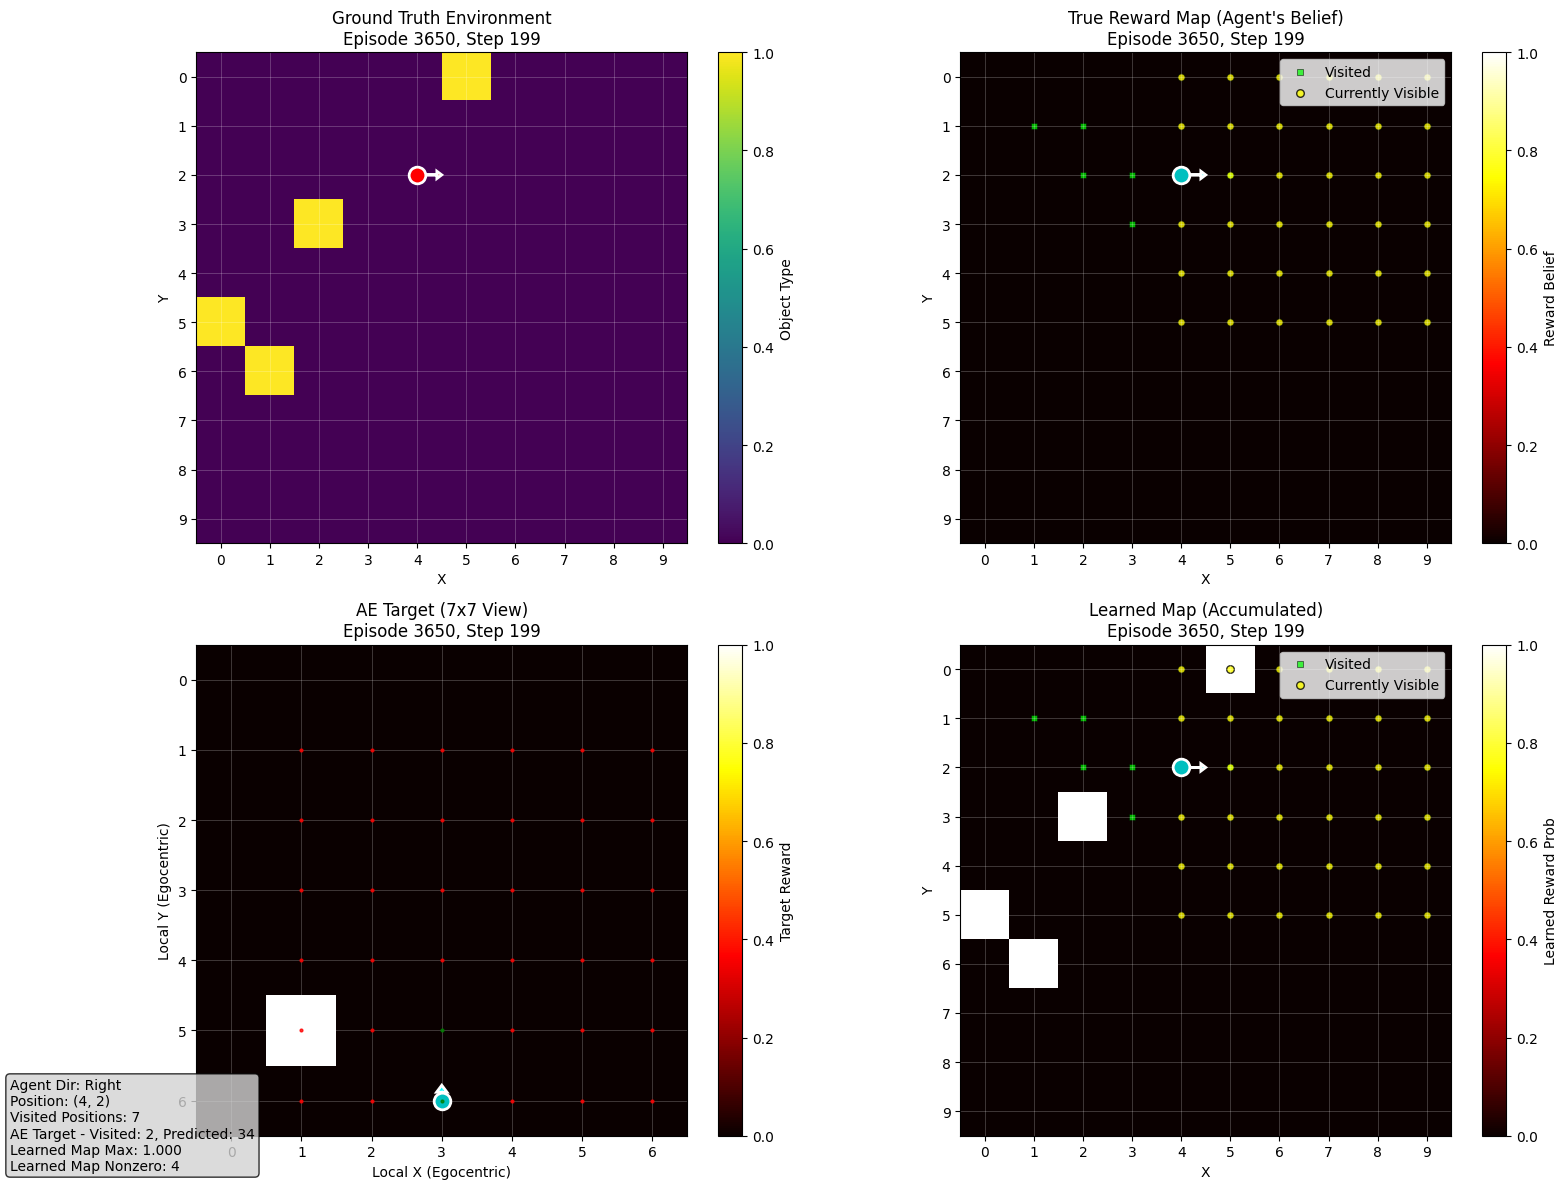 Ground Truth Environment
Episode 3650, Step 199
0
1
2
3
4
5
6
7
8
9
Y
0 1 2 3 4 5 6 7 8 9
X
1.0
0.8
0.6
0.4
0.2
0.0
Object Type
True Reward Map (Agent's Belief)
Episode 3650, Step 199
Visited
Currently Visible
0
1
2
3
4
5
6
7
8
9
Y
0 1 2 3 4 5 6 7 8 9
X
1.0
0.8
0.6
0.4
0.2
0.0
Reward Belief
AE Target (7x7 View)
Episode 3650, Step 199
0
1
2
3
4
5
6
Local Y (Egocentric)
0 1 2 3 4 5 6
Local X (Egocentric)
1.0
0.8
0.6
0.4
0.2
0.0
Target Reward
Agent Dir: Right
Position: (4, 2)
Visited Positions: 7
AE Target - Visited: 2, Predicted: 34
Learned Map Max: 1.000
Learned Map Nonzero: 4
Learned Map (Accumulated)
Episode 3650, Step 199
Visited
Currently Visible
0
1
2
3
4
5
6
7
8
9
Y
0 1 2 3 4 5 6 7 8 9
X
1.0
0.8
0.6
0.4
0.2
0.0
Learned Reward Prob